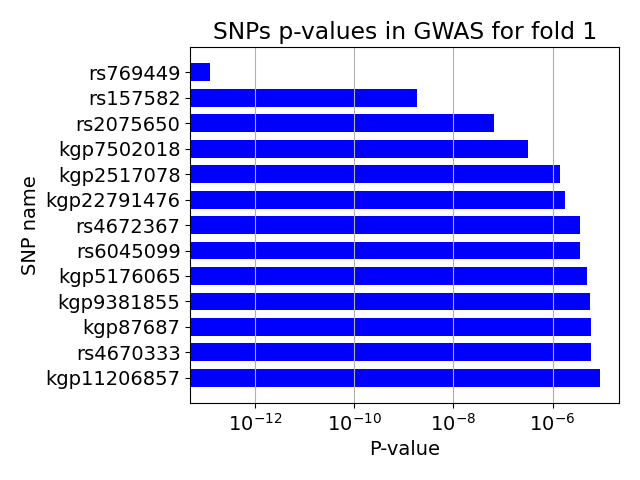 SNPs p-values in GWAS for fold 1
SNP name
rs769449
rs157582
rs2075650
kgp7502018
kgp2517078
kgp22791476
rs4672367
rs6045099
kgp5176065
kgp9381855
kgp87687
rs4670333
kgp11206857
10⁻¹² 10⁻¹⁰ 10⁻⁸ 10⁻⁶
P-value